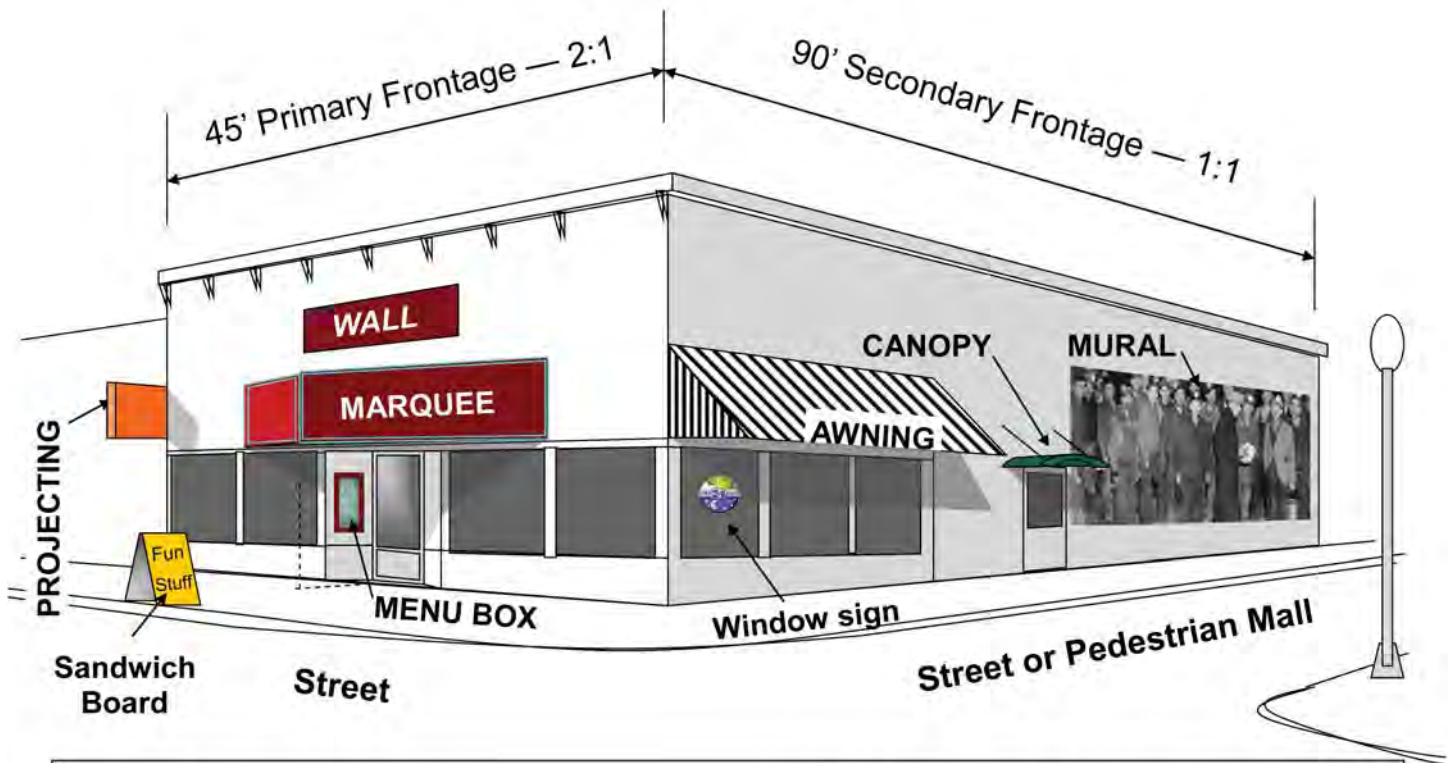 45’ Primary Frontage — 2:1
90’ Secondary Frontage — 1:1
WALL
MARQUEE
CANOPY
MURAL
AWNING
PROJECTING
Fun
Stuff
MENU BOX
Window sign
Sandwich
Board
Street
Street or Pedestrian Mall